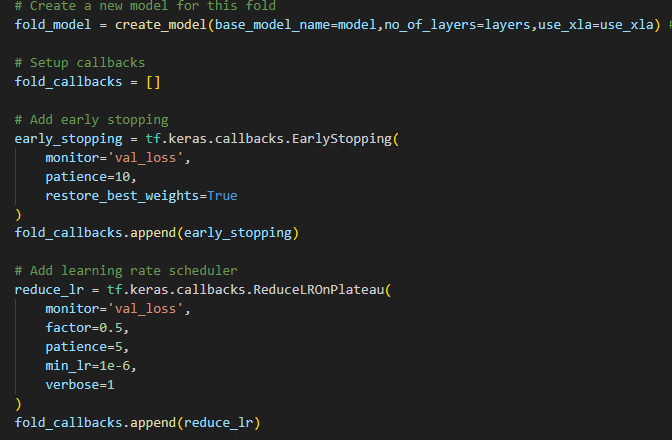 # Create a new model for this fold
fold_model = create_model(base_model_name=model,no_of_layers=layers,use_xla=use_xla) #
# Setup callbacks
fold_callbacks = []
# Add early stopping
early_stopping = tf.keras.callbacks.EarlyStopping(
    monitor='val_loss',
    patience=10,
    restore_best_weights=True
)
fold_callbacks.append(early_stopping)
# Add learning rate scheduler
reduce_lr = tf.keras.callbacks.ReduceLROnPlateau(
    monitor='val_loss',
    factor=0.5,
    patience=5,
    min_lr=1e-6,
    verbose=1
)
fold_callbacks.append(reduce_lr)